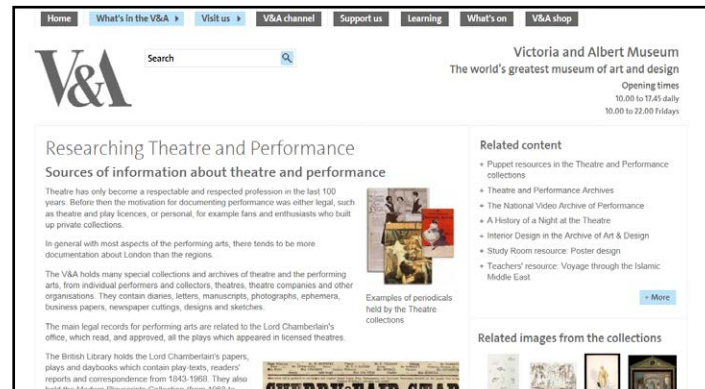 Home
What's in the V&A
Visit us
V&A channel
Support us
Learning
What's on
V&A shop
V&A
Search
Victoria and Albert Museum
The world's greatest museum of art and design
Opening times
10.00 to 17.45 daily
10.00 to 22.00 Fridays
Researching Theatre and Performance
Sources of information about theatre and performance
Theatre has only become a respectable and respected profession in the last 100
years. Before then the motivation for documenting performance was either legal, such
as theatre and play licences, or personal, for example fans and enthusiasts who built
up private collections.
In general with most aspects of the performing arts, there tends to be more
documentation about London than the regions.
The V&A holds many special collections and archives of theatre and the performing
arts, from individual performers and collectors, theatres, theatre companies and other
organisations. They contain diaries, letters, manuscripts, photographs, ephemera,
business papers, newspaper cuttings, designs and sketches.
The main legal records for performing arts are related to the Lord Chamberlain's
office, which read, and approved, all the plays which appeared in licensed theatres.
The British Library holds the Lord Chamberlain's papers,
plays and daybooks which contain play-texts, readers'
reports and correspondence from 1843-1968. They also
Examples of periodicals
held by the Theatre
collections
Related content
+ Puppet resources in the Theatre and Performance
collections
+ Theatre and Performance Archives
+ The National Video Archive of Performance
+ A History of a Night at the Theatre
+ Interior Design in the Archive of Art & Design
+ Study Room resource: Poster design
+ Teachers' resource: Voyage through the Islamic
Middle East
+ More
Related images from the collections